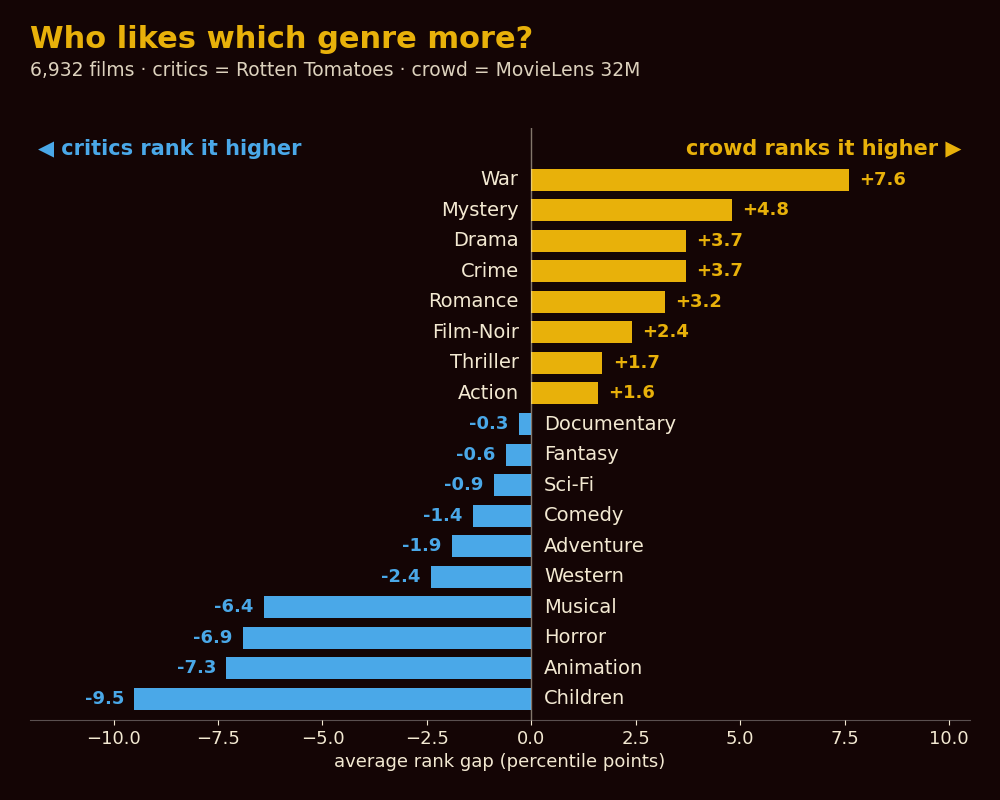 Who likes which genre more?
6,932 films · critics = Rotten Tomatoes · crowd = MovieLens 32M
◀ critics rank it higher
crowd ranks it higher ▶
War +7.6
Mystery +4.8
Drama +3.7
Crime +3.7
Romance +3.2
Film-Noir +2.4
Thriller +1.7
Action +1.6
-0.3 Documentary
-0.6 Fantasy
-0.9 Sci-Fi
-1.4 Comedy
-1.9 Adventure
-2.4 Western
-6.4 Musical
-6.9 Horror
-7.3 Animation
-9.5 Children
−10.0 −7.5 −5.0 −2.5 0.0 2.5 5.0 7.5 10.0
average rank gap (percentile points)